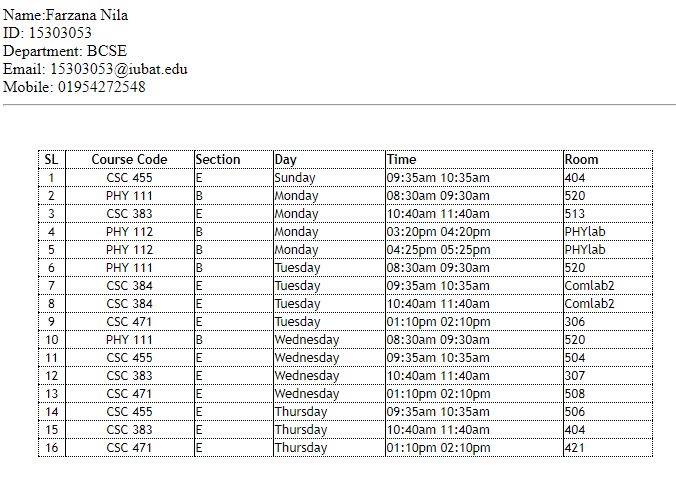 Name:Farzana Nila
ID: 15303053
Department: BCSE
Email: 15303053@iubat.edu
Mobile: 01954272548
SL Course Code Section Day Time Room
1 CSC 455 E Sunday 09:35am 10:35am 404
2 PHY 111 B Monday 08:30am 09:30am 520
3 CSC 383 E Monday 10:40am 11:40am 513
4 PHY 112 B Monday 03:20pm 04:20pm PHYlab
5 PHY 112 B Monday 04:25pm 05:25pm PHYlab
6 PHY 111 B Tuesday 08:30am 09:30am 520
7 CSC 384 E Tuesday 09:35am 10:35am Comlab2
8 CSC 384 E Tuesday 10:40am 11:40am Comlab2
9 CSC 471 E Tuesday 01:10pm 02:10pm 306
10 PHY 111 B Wednesday 08:30am 09:30am 520
11 CSC 455 E Wednesday 09:35am 10:35am 504
12 CSC 383 E Wednesday 10:40am 11:40am 307
13 CSC 471 E Wednesday 01:10pm 02:10pm 508
14 CSC 455 E Thursday 09:35am 10:35am 506
15 CSC 383 E Thursday 10:40am 11:40am 404
16 CSC 471 E Thursday 01:10pm 02:10pm 421